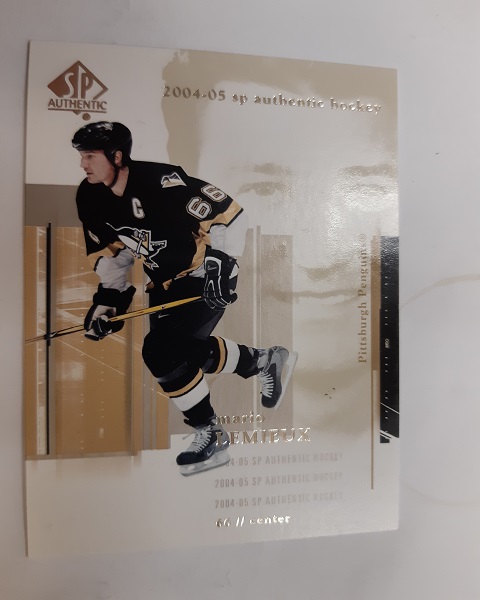 SP
AUTHENTIC
2004-05 sp authentic hockey
C
66
Pittsburgh Penguins
mario
LEMIEUX
04-05 SP AUTHENTIC HOCKEY
2004-05 SP AUTHENTIC HOCKEY
2004-05 SP AUTHENTIC HOCKEY
66 // center